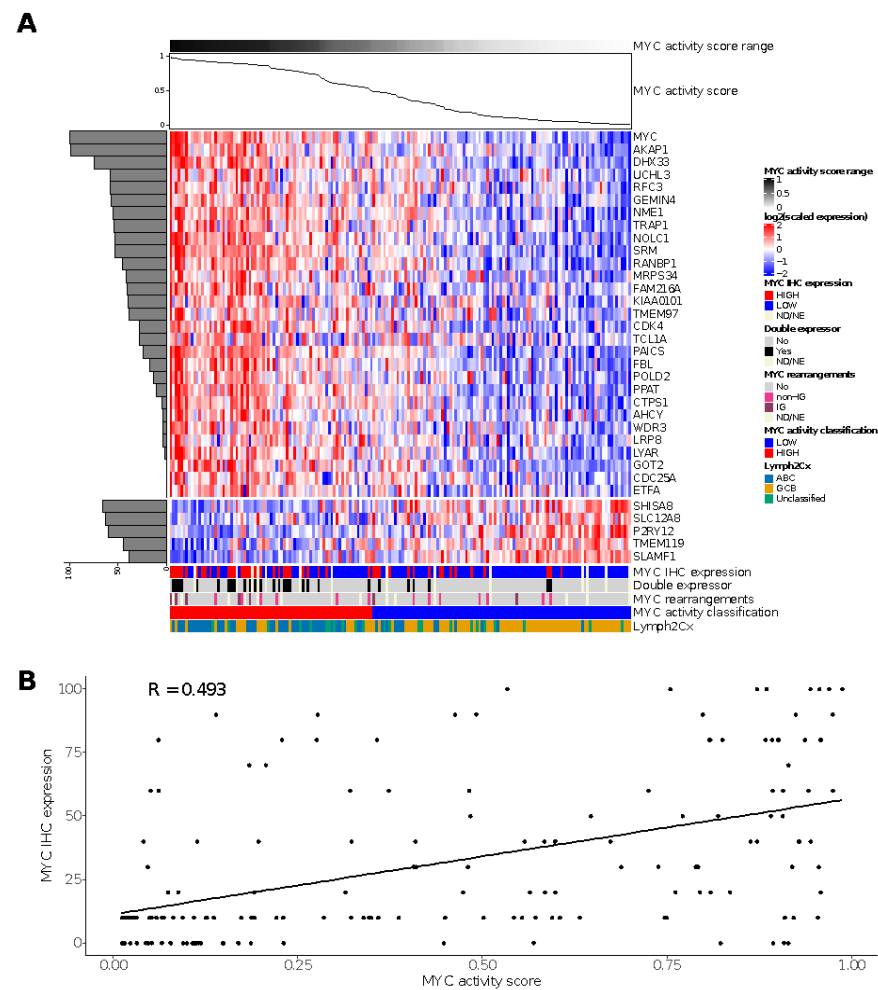 A
MYC activity score range
1
0.5
0
MYC activity score
MYC
AKAP1
DHX33
UCHL3
RFC3
GEMIN4
NME1
TRAP1
NOLC1
SRM
RANBP1
MRPS34
FAM216A
KIAA0101
TMEM97
CDK4
TCL1A
PAICS
FBL
POLD2
PPAT
CTPS1
AHCY
WDR3
LRP8
LYAR
GOT2
CDC25A
ETFA
SHISA8
SLC12A8
P2RY12
TMEM119
SLAMF1
100
50
0
MYC IHC expression
Double expressor
MYC rearrangements
MYC activity classification
Lymph2Cx
MYC activity score range
1
0.5
0
log2(scaled expression)
2
1
0
−1
−2
MYC IHC expression
HIGH
LOW
ND/NE
Double expressor
No
Yes
ND/NE
MYC rearrangements
No
non-IG
IG
ND/NE
MYC activity classification
LOW
HIGH
Lymph2Cx
ABC
GCB
Unclassified
B
R = 0.493
100
75
50
25
0
MYC IHC expression
0.00
0.25
0.50
0.75
1.00
MYC activity score